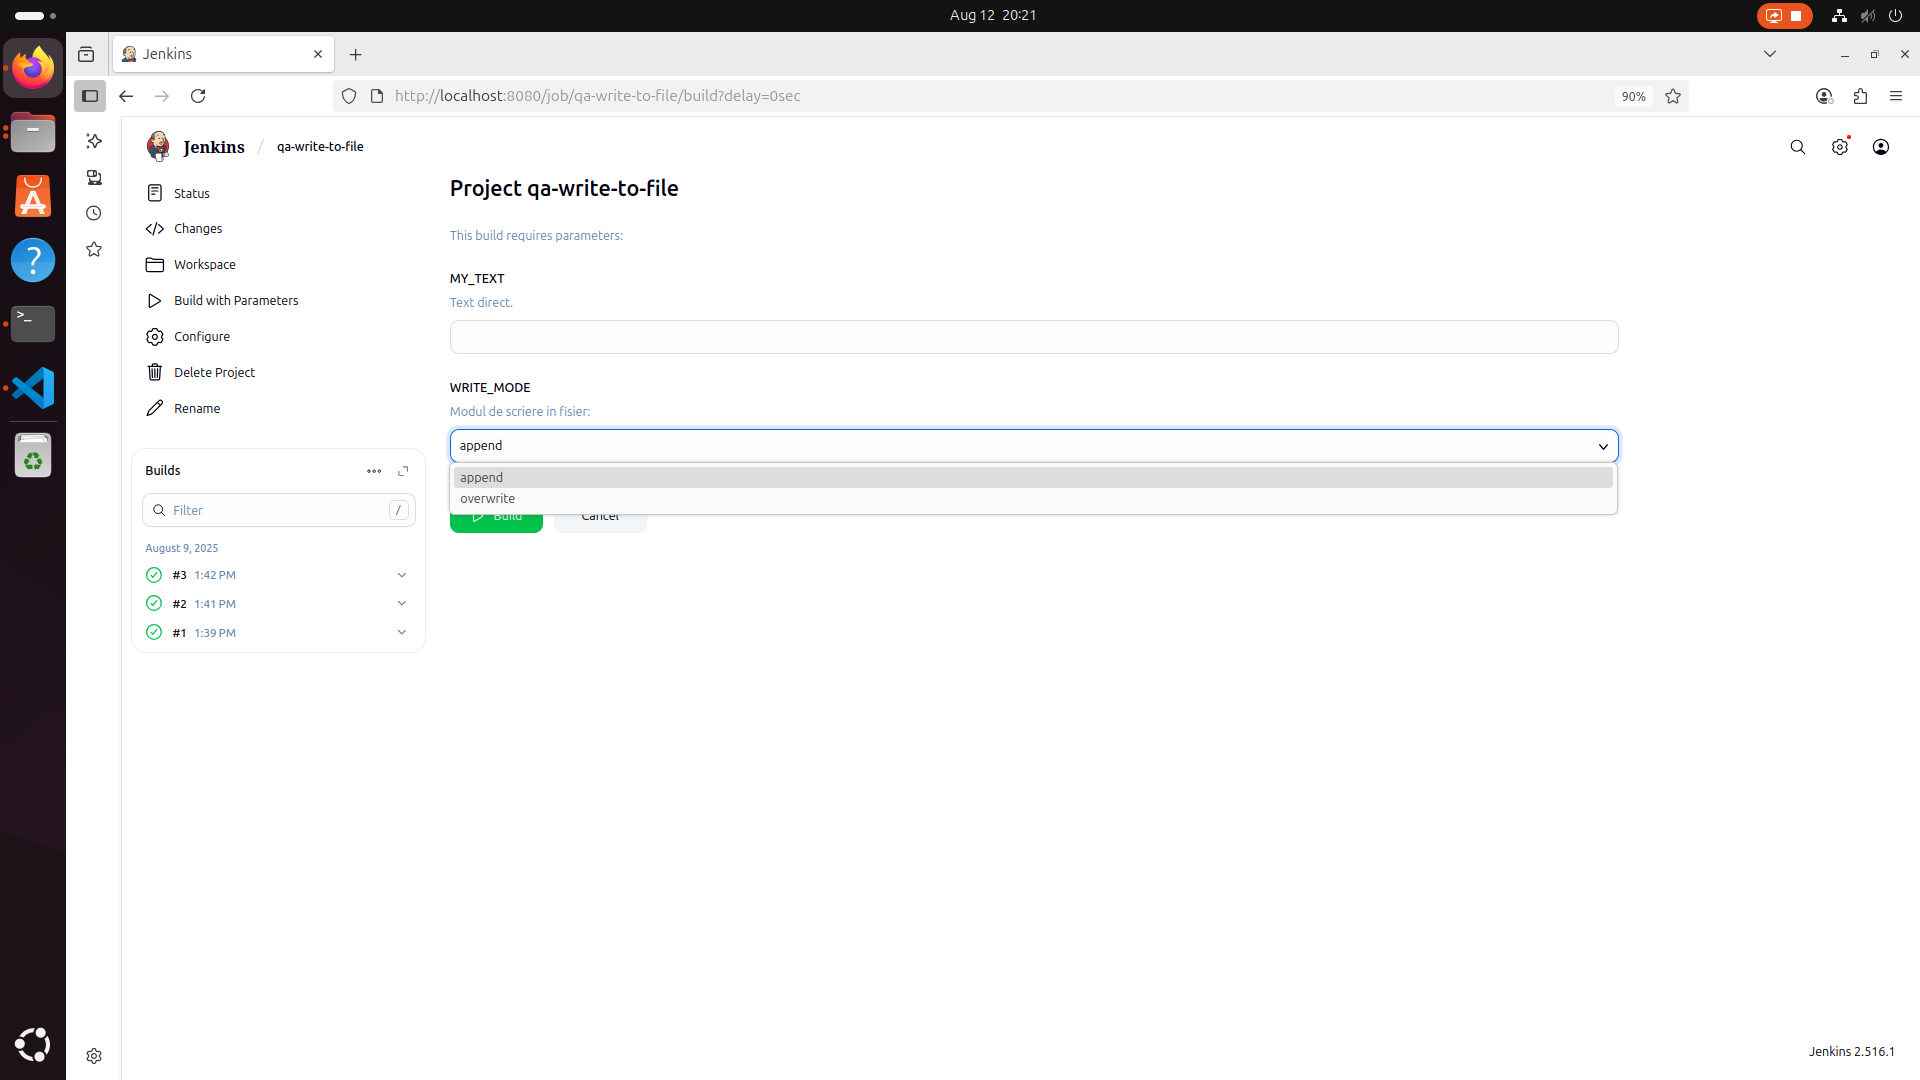 Aug 12 20:21
Jenkins
http://localhost:8080/job/qa-write-to-file/build?delay=0sec
90%
Jenkins / qa-write-to-file
Status
Changes
Workspace
Build with Parameters
Configure
Delete Project
Rename
Builds
Filter
/
August 9, 2025
#3 1:42 PM
#2 1:41 PM
#1 1:39 PM
Project qa-write-to-file
This build requires parameters:
MY_TEXT
Text direct.
WRITE_MODE
Modul de scriere in fisier:
append
append
overwrite
Build
Cancel
Jenkins 2.516.1